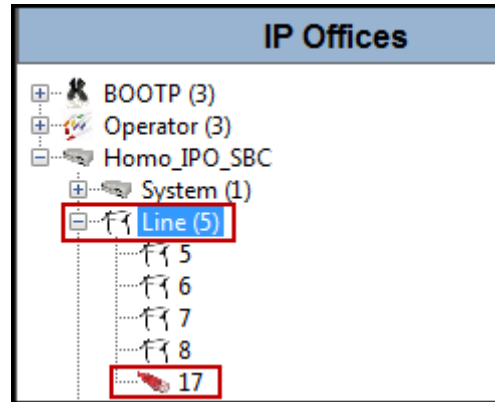 IP Offices
BOOTP (3)
Operator (3)
Homo_IPO_SBC
System (1)
Line (5)
5
6
7
8
17